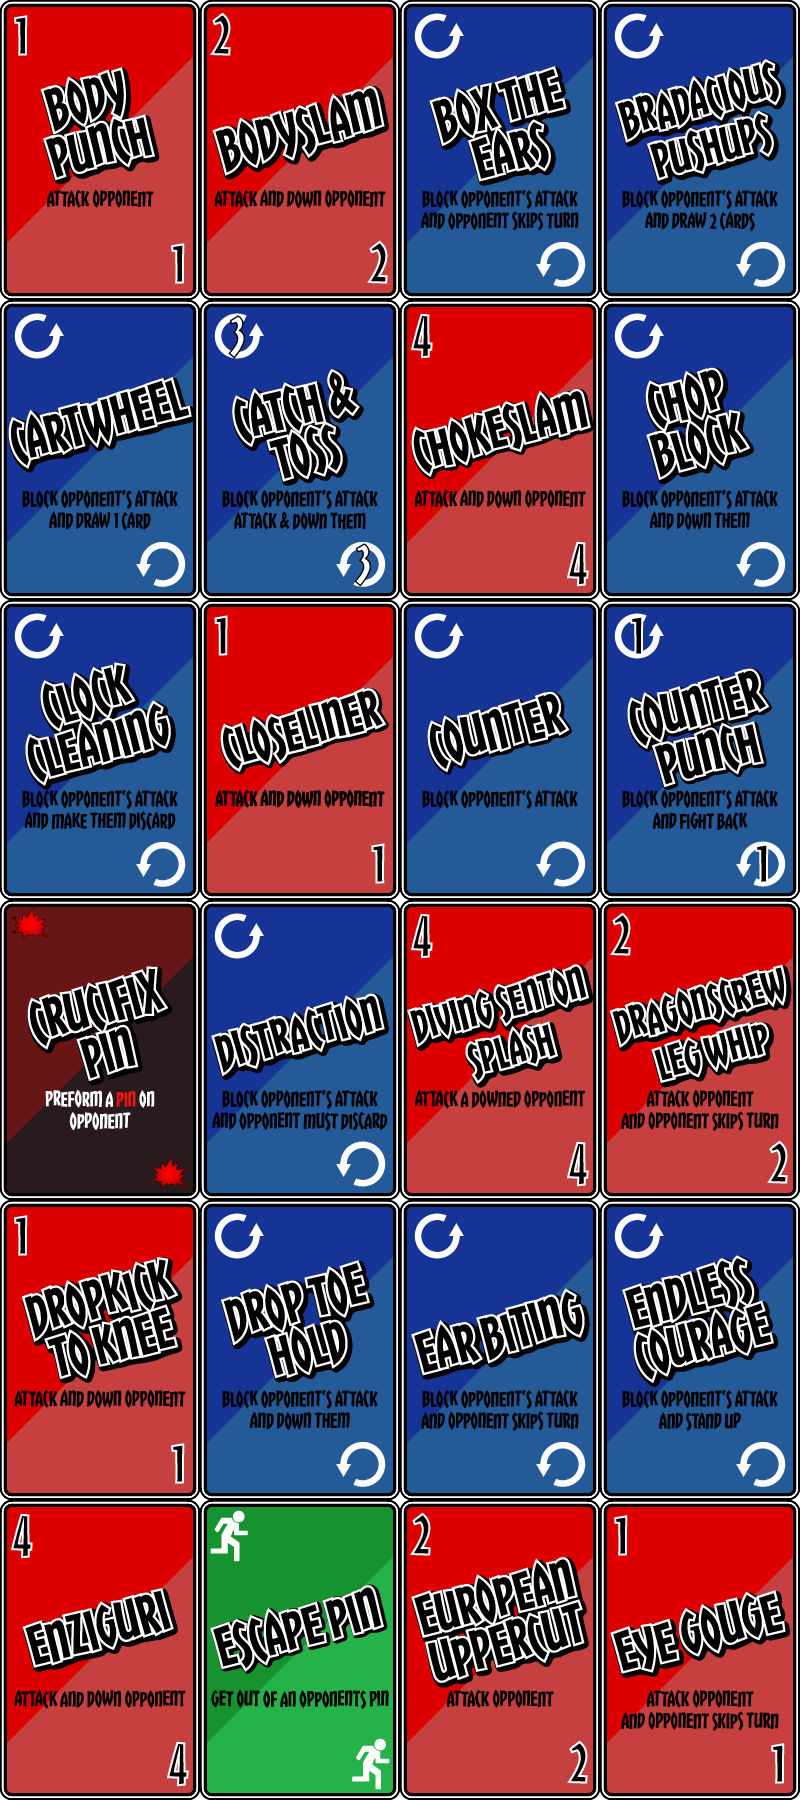 1
BODY
PUNCH
ATTACK OPPONENT
1
2
BODYSLAM
ATTACK AND DOWN OPPONENT
2
BOX THE
EARS
BLOCK OPPONENT'S ATTACK
AND OPPONENT SKIPS TURN
BRADACIOUS
PUSHUPS
BLOCK OPPONENT'S ATTACK
AND DRAW 2 CARDS
CARTWHEEL
BLOCK OPPONENT'S ATTACK
AND DRAW 1 CARD
3
CATCH &
TOSS
BLOCK OPPONENT'S ATTACK
ATTACK & DOWN THEM
3
4
CHOKESLAM
ATTACK AND DOWN OPPONENT
4
CHOP
BLOCK
BLOCK OPPONENT'S ATTACK
AND DOWN THEM
CLOCK
CLEANING
BLOCK OPPONENT'S ATTACK
AND MAKE THEM DISCARD
1
CLOSELINER
ATTACK AND DOWN OPPONENT
1
COUNTER
BLOCK OPPONENT'S ATTACK
1
COUNTER
PUNCH
BLOCK OPPONENT'S ATTACK
AND FIGHT BACK
1
CRUCIFIX
PIN
PREFORM A PIN ON
OPPONENT
DISTRACTION
BLOCK OPPONENT'S ATTACK
AND OPPONENT MUST DISCARD
4
DIVING SENTON
SPLASH
ATTACK A DOWNED OPPONENT
4
2
DRAGONSCREW
LEG WHIP
ATTACK OPPONENT
AND OPPONENT SKIPS TURN
2
1
DROPKICK
TO KNEE
ATTACK AND DOWN OPPONENT
1
DROP TOE
HOLD
BLOCK OPPONENT'S ATTACK
AND DOWN THEM
EAR BITING
BLOCK OPPONENT'S ATTACK
AND OPPONENT SKIPS TURN
ENDLESS
COURAGE
BLOCK OPPONENT'S ATTACK
AND STAND UP
4
ENZIGURI
ATTACK AND DOWN OPPONENT
4
ESCAPE PIN
GET OUT OF AN OPPONENTS PIN
2
EUROPEAN
UPPERCUT
ATTACK OPPONENT
2
1
EYE GOUGE
ATTACK OPPONENT
AND OPPONENT SKIPS TURN
1